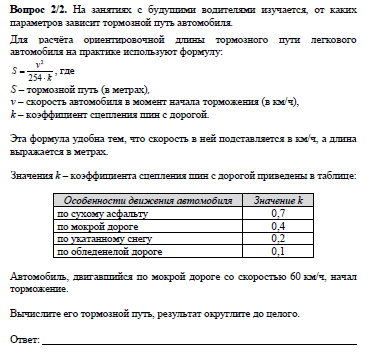 Вопрос 2/2. На занятиях с будущими водителями изучается, от каких
параметров зависит тормозной путь автомобиля.
Для расчёта ориентировочной длины тормозного пути легкового
автомобиля на практике используют формулу:
S = v² / (254 · k), где
S – тормозной путь (в метрах),
v – скорость автомобиля в момент начала торможения (в км/ч),
k – коэффициент сцепления шин с дорогой.
Эта формула удобна тем, что скорость в ней подставляется в км/ч, а длина
выражается в метрах.
Значения k – коэффициента сцепления шин с дорогой приведены в таблице:
Особенности движения автомобиля Значение k
по сухому асфальту 0,7
по мокрой дороге 0,4
по укатанному снегу 0,2
по обледенелой дороге 0,1
Автомобиль, двигавшийся по мокрой дороге со скоростью 60 км/ч, начал
торможение.
Вычислите его тормозной путь, результат округлите до целого.
Ответ: